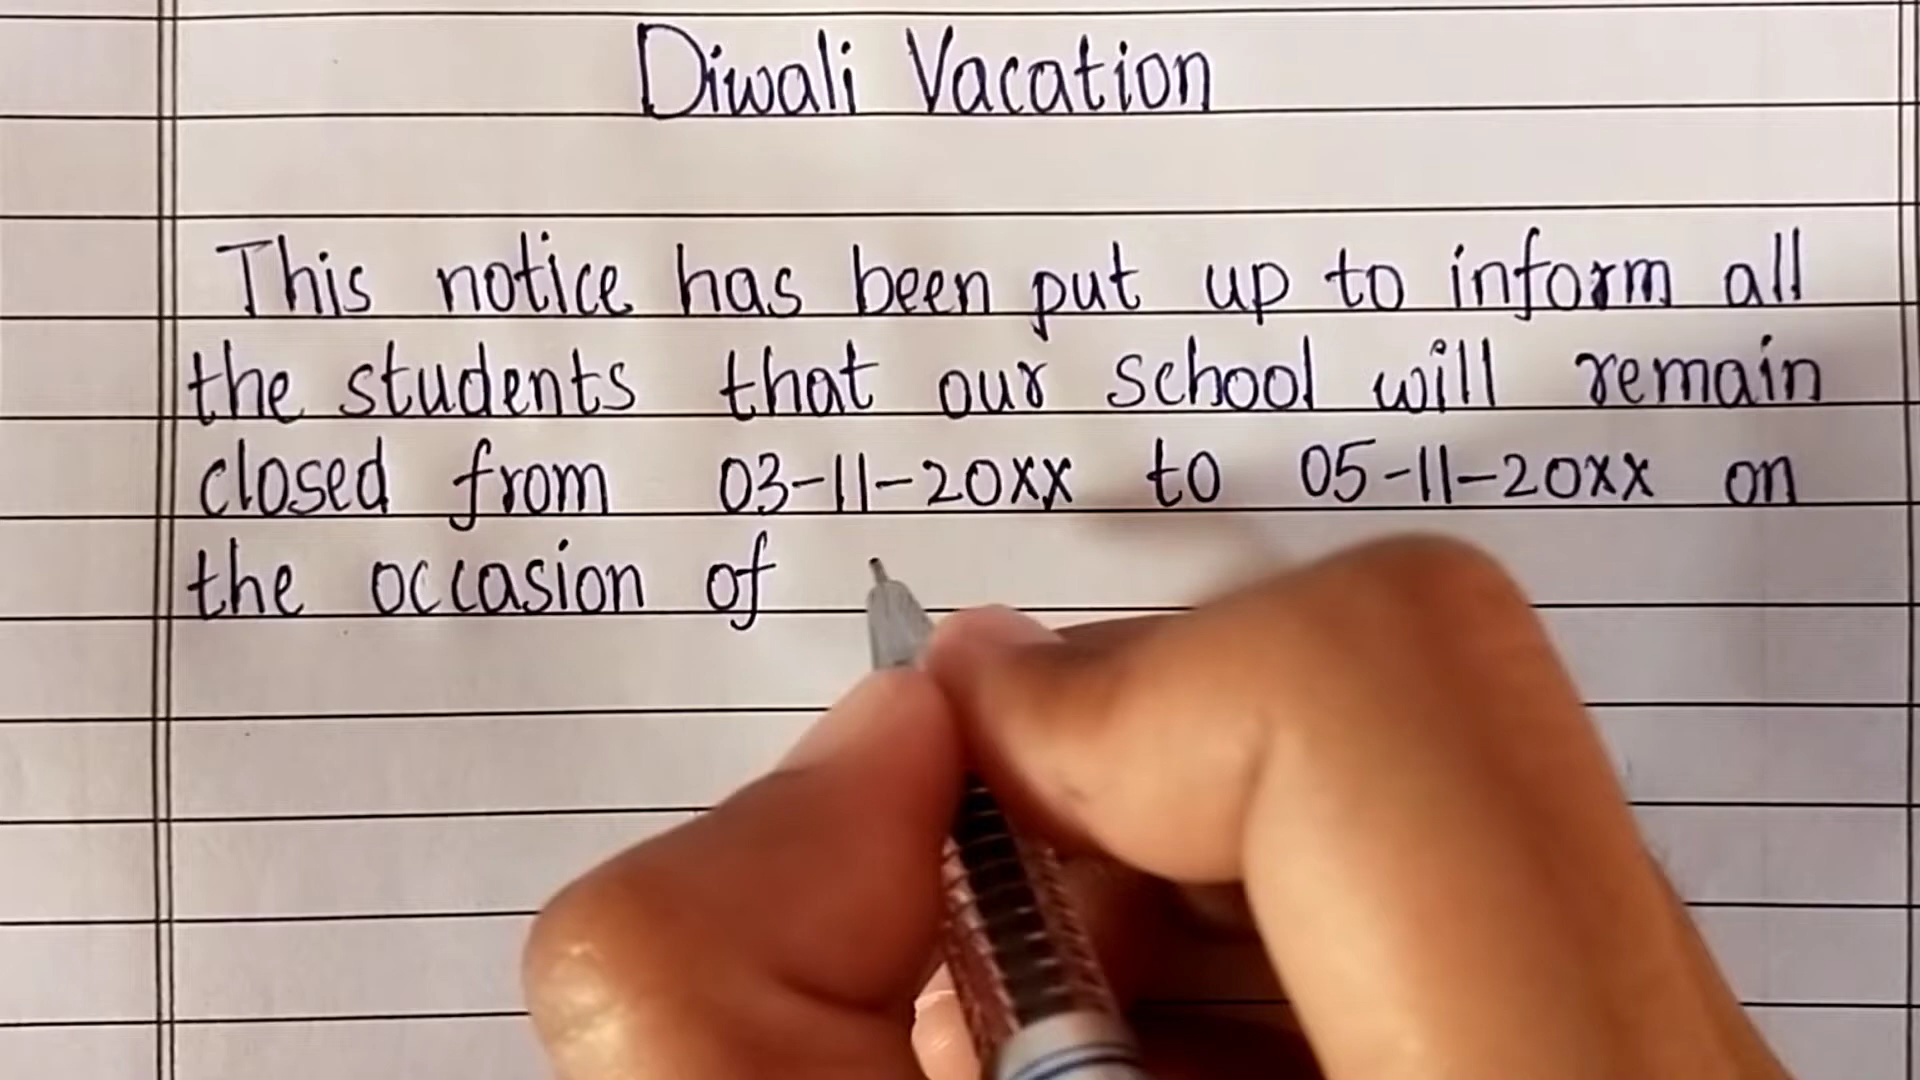 Diwali Vacation
This notice has been put up to inform all
the students that our school will remain
closed from 03-11-20xx to 05-11-20xx on
the occasion of